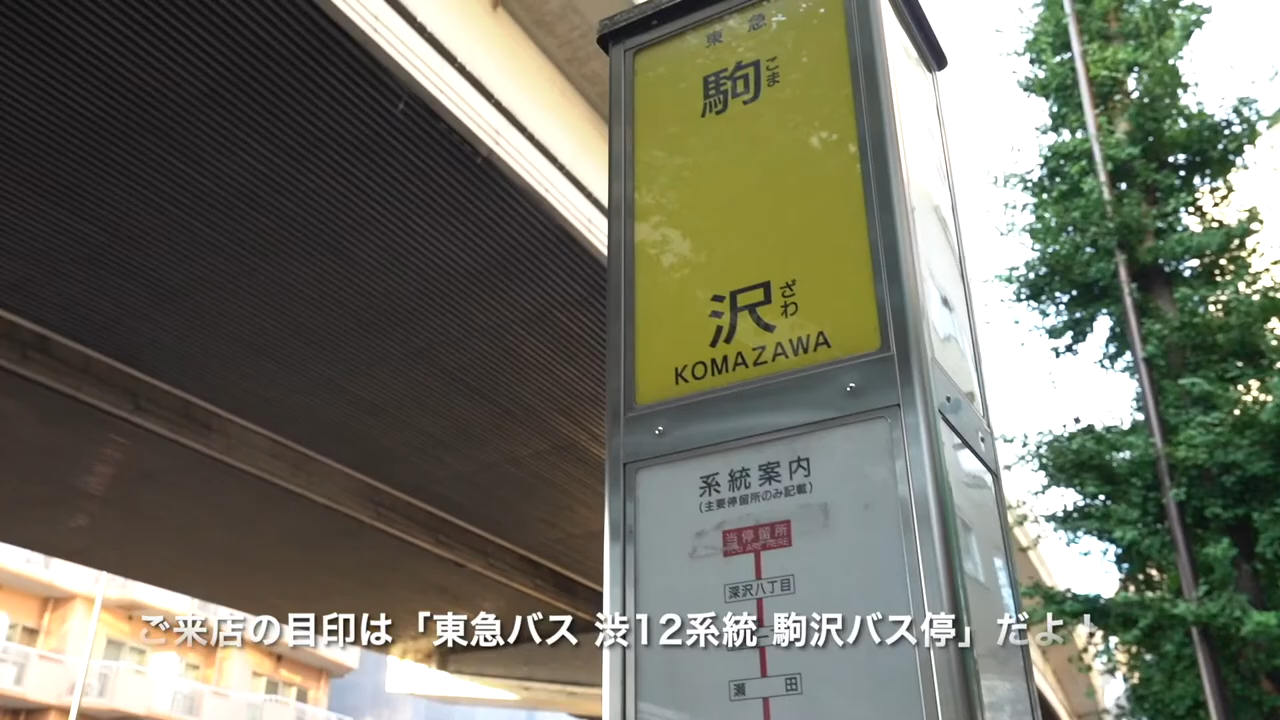 東急
駒
こま
沢
ざわ
KOMAZAWA
系統案内
(主要停留所のみ記載)
当停留所
YOU ARE HERE
深沢八丁目
瀬田
ご来店の目印は「東急バス 渋12系統 駒沢バス停」だよ！